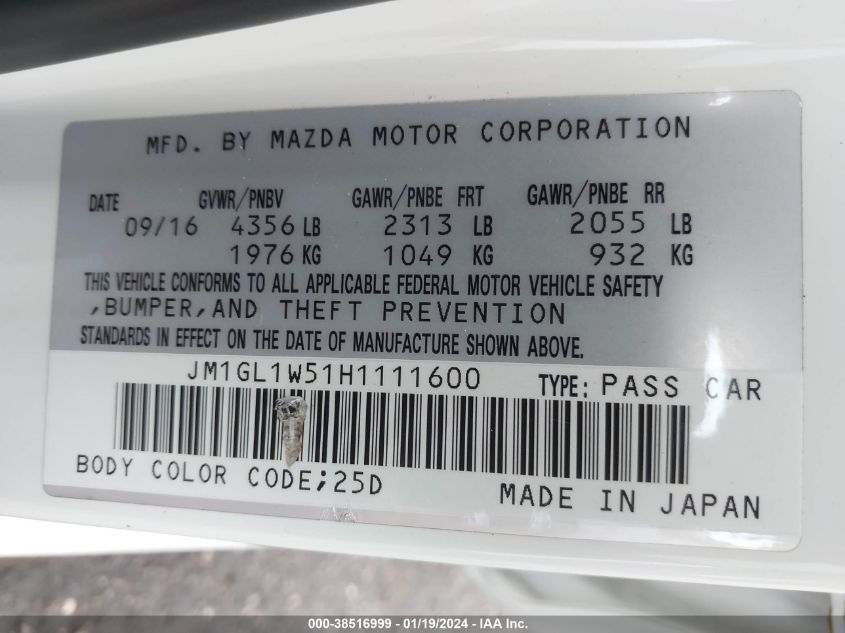 MFD. BY MAZDA MOTOR CORPORATION
DATE GVWR/PNBV GAWR/PNBE FRT GAWR/PNBE RR
09/16 4356 LB 2313 LB 2055 LB
1976 KG 1049 KG 932 KG
THIS VEHICLE CONFORMS TO ALL APPLICABLE FEDERAL MOTOR VEHICLE SAFETY
,BUMPER,AND THEFT PREVENTION
STANDARDS IN EFFECT ON THE DATE OF MANUFACTURE SHOWN ABOVE.
JM1GL1W51H1111600 TYPE: PASS CAR
BODY COLOR CODE;25D
MADE IN JAPAN
000-38516999 — 01/19/2024 — IAA Inc.